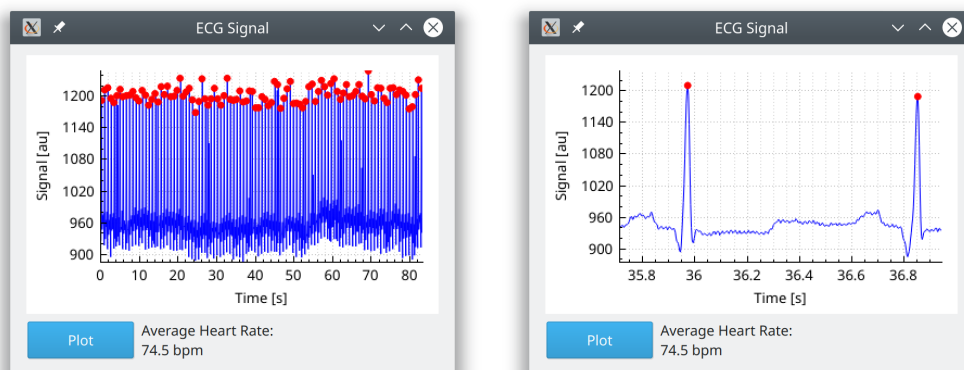 ECG Signal
Signal [au]
1200
1140
1080
1020
960
900
0 10 20 30 40 50 60 70 80
Time [s]
Plot
Average Heart Rate:
74.5 bpm
ECG Signal
Signal [au]
1200
1140
1080
1020
960
900
35.8 36 36.2 36.4 36.6 36.8
Time [s]
Plot
Average Heart Rate:
74.5 bpm